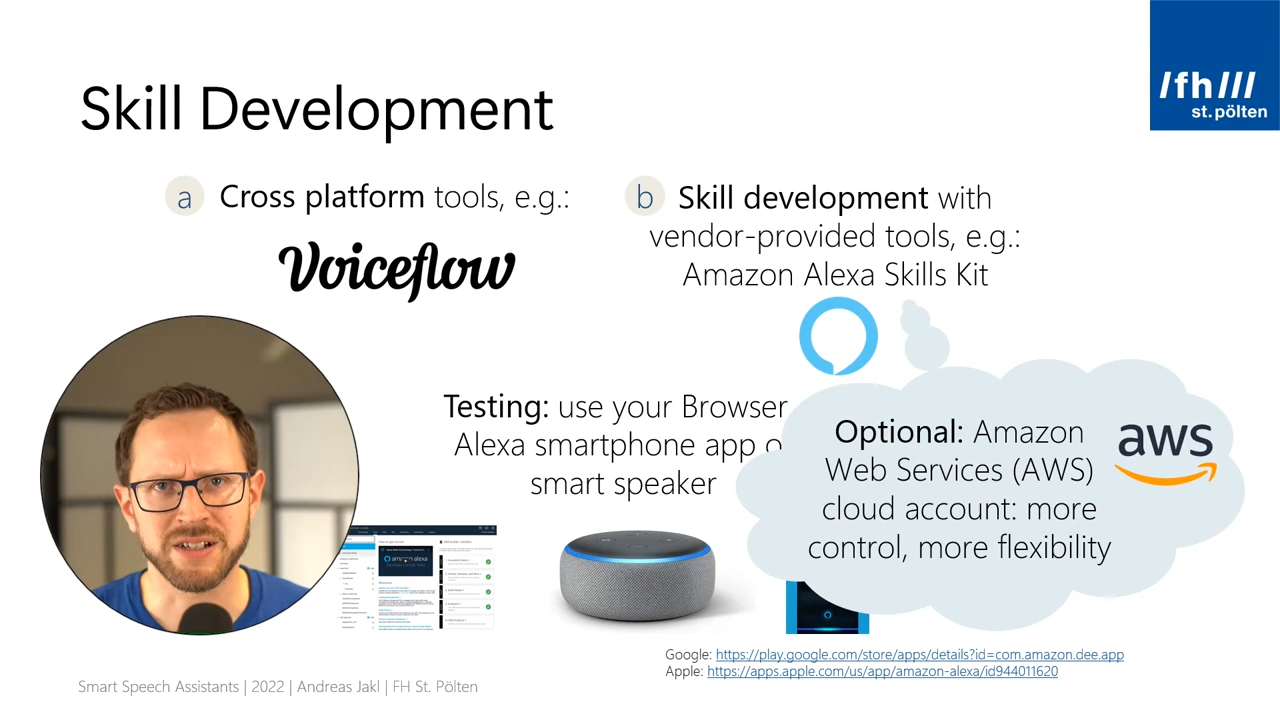 Skill Development
/fh///
st.pölten
a Cross platform tools, e.g.:
Voiceflow
b Skill development with
vendor-provided tools, e.g.:
Amazon Alexa Skills Kit
Testing: use your Browser
Alexa smartphone app o
smart speaker
Optional: Amazon
Web Services (AWS)
cloud account: more
control, more flexibility
aws
amazon alexa
Google: https://play.google.com/store/apps/details?id=com.amazon.dee.app
Apple: https://apps.apple.com/us/app/amazon-alexa/id944011620
Smart Speech Assistants | 2022 | Andreas Jakl | FH St. Pölten